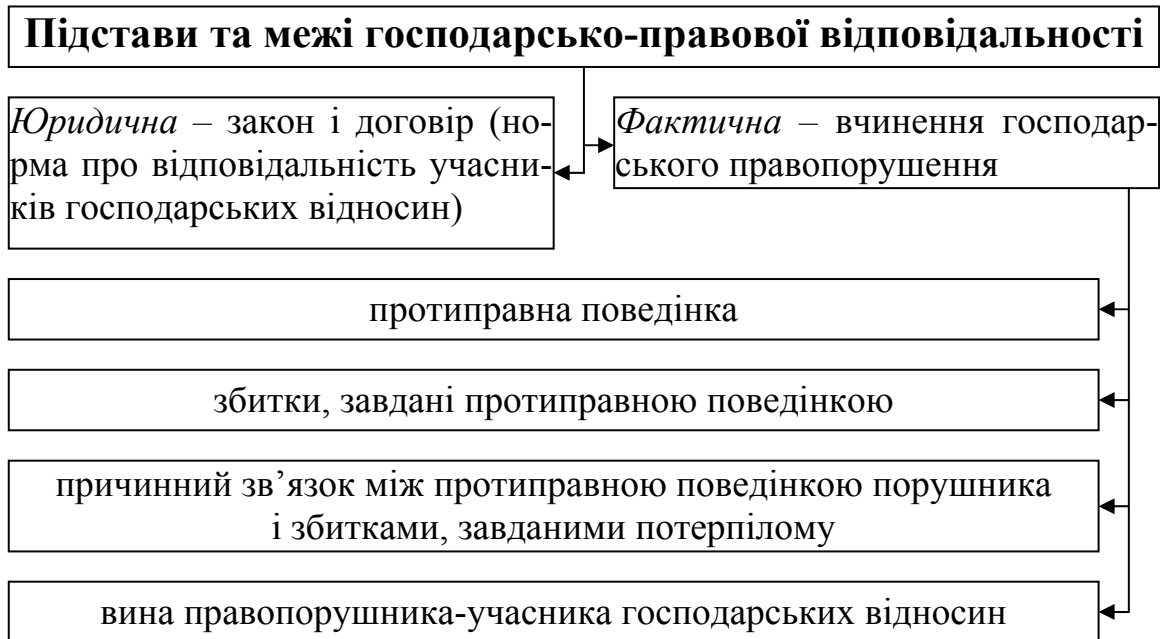 Підстави та межі господарсько-правової відповідальності
Юридична – закон і договір (но-
рма про відповідальність учасни-
ків господарських відносин)
Фактична – вчинення господар-
ського правопорушення
протиправна поведінка
збитки, завдані протиправною поведінкою
причинний зв’язок між протиправною поведінкою порушника
і збитками, завданими потерпілому
вина правопорушника-учасника господарських відносин